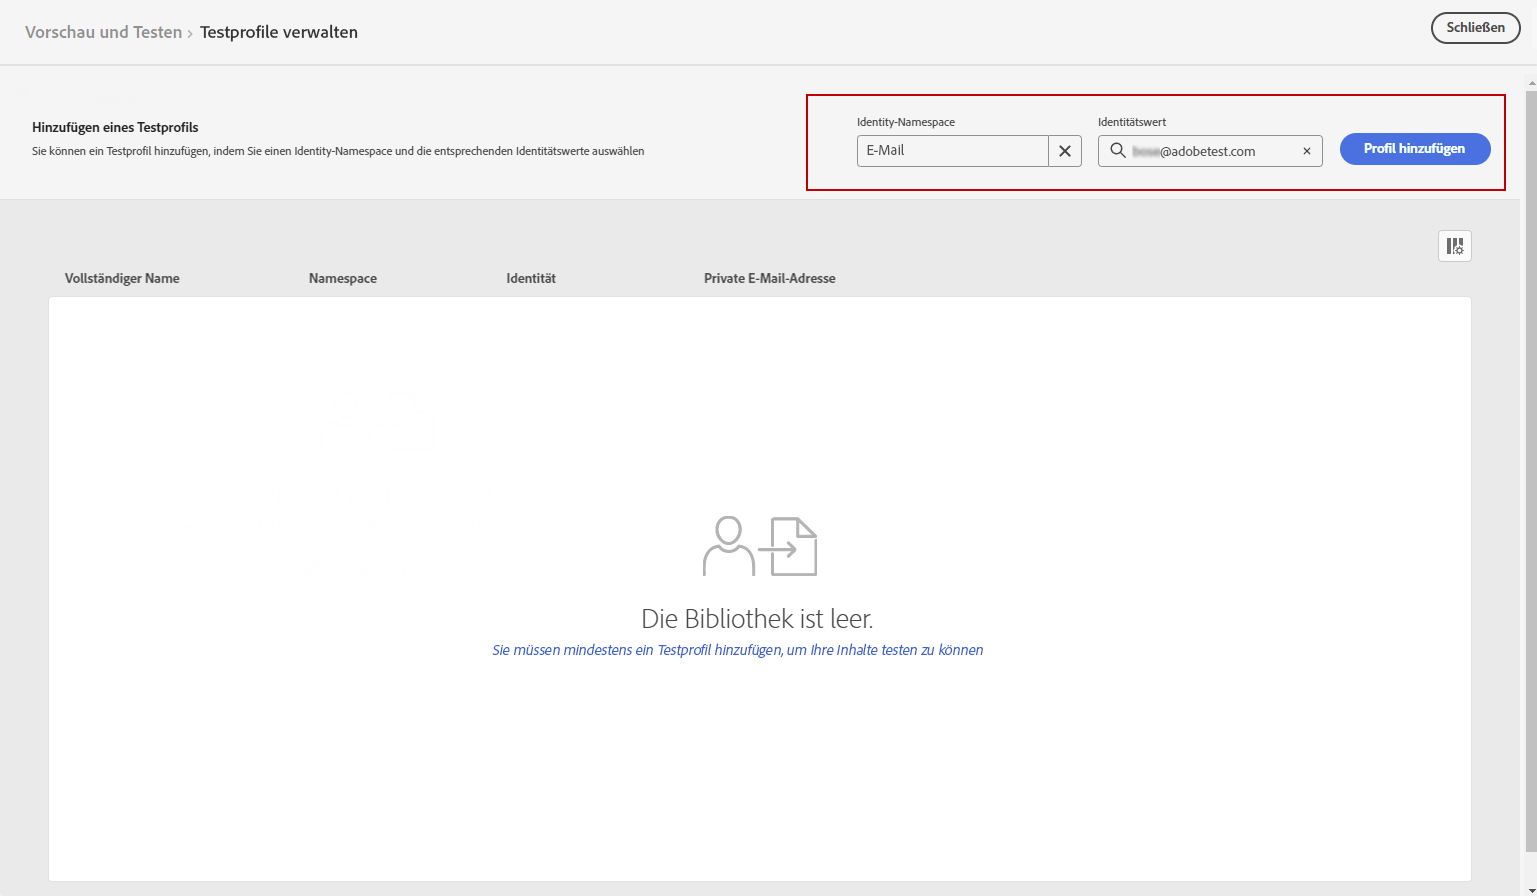 Vorschau und Testen › Testprofile verwalten
Schließen
Hinzufügen eines Testprofils
Sie können ein Testprofil hinzufügen, indem Sie einen Identity-Namespace und die entsprechenden Identitätswerte auswählen
Identity-Namespace
E-Mail
Identitätswert
@adobetest.com
Profil hinzufügen
Vollständiger Name Namespace Identität Private E-Mail-Adresse
Die Bibliothek ist leer.
Sie müssen mindestens ein Testprofil hinzufügen, um Ihre Inhalte testen zu können